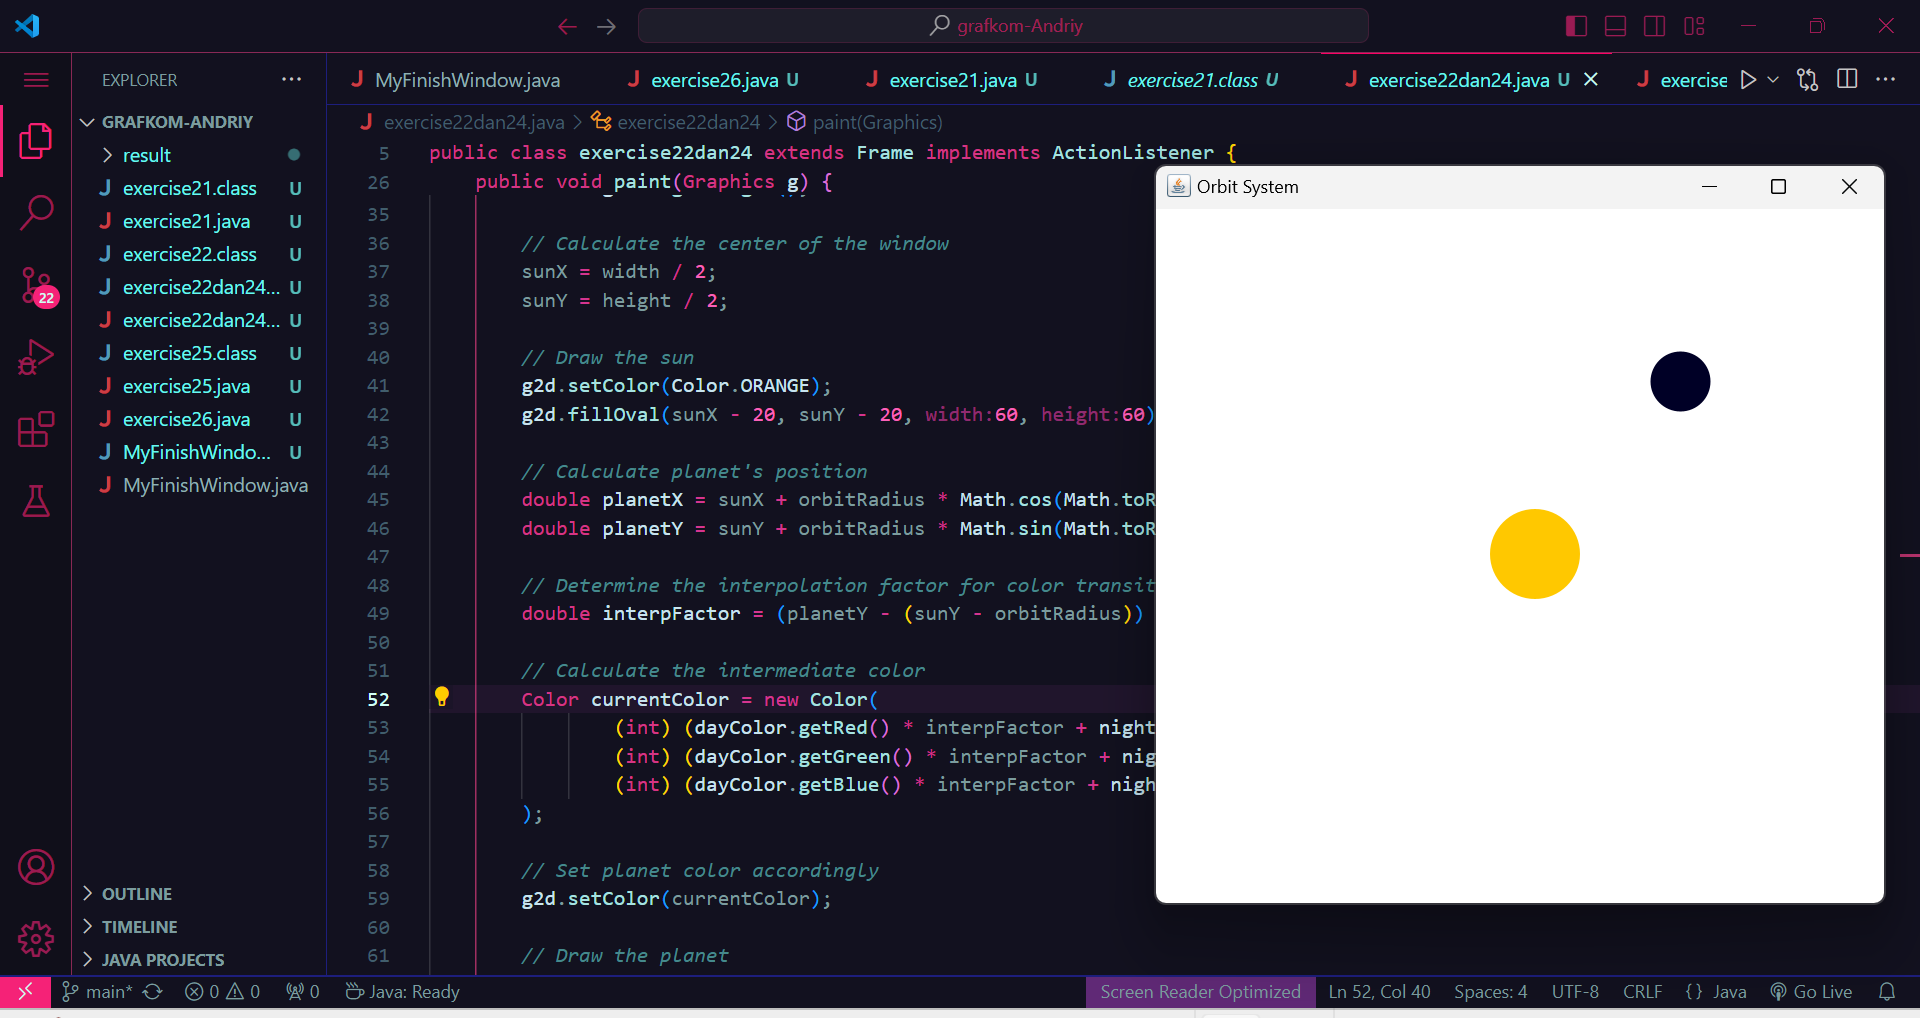 grafkom-Andriy
EXPLORER
MyFinishWindow.java
exercise26.java U
exercise21.java U
exercise21.class U
exercise22dan24.java U
exercise
GRAFKOM-ANDRIY
result
exercise21.class U
exercise21.java U
exercise22.class U
exercise22dan24... U
exercise22dan24... U
exercise25.class U
exercise25.java U
exercise26.java U
MyFinishWindo... U
MyFinishWindow.java
22
OUTLINE
TIMELINE
JAVA PROJECTS
exercise22dan24.java > exercise22dan24 > paint(Graphics)
5 public class exercise22dan24 extends Frame implements ActionListener {
26 public void paint(Graphics g) {
35
36 // Calculate the center of the window
37 sunX = width / 2;
38 sunY = height / 2;
39
40 // Draw the sun
41 g2d.setColor(Color.ORANGE);
42 g2d.fillOval(sunX - 20, sunY - 20, width:60, height:60)
43
44 // Calculate planet's position
45 double planetX = sunX + orbitRadius * Math.cos(Math.toR
46 double planetY = sunY + orbitRadius * Math.sin(Math.toR
47
48 // Determine the interpolation factor for color transit
49 double interpFactor = (planetY - (sunY - orbitRadius))
50
51 // Calculate the intermediate color
52 Color currentColor = new Color(
53 (int) (dayColor.getRed() * interpFactor + night
54 (int) (dayColor.getGreen() * interpFactor + nig
55 (int) (dayColor.getBlue() * interpFactor + nigh
56 );
57
58 // Set planet color accordingly
59 g2d.setColor(currentColor);
60
61 // Draw the planet
Orbit System
main* 0 0 0 Java: Ready
Screen Reader Optimized Ln 52, Col 40 Spaces: 4 UTF-8 CRLF {} Java Go Live